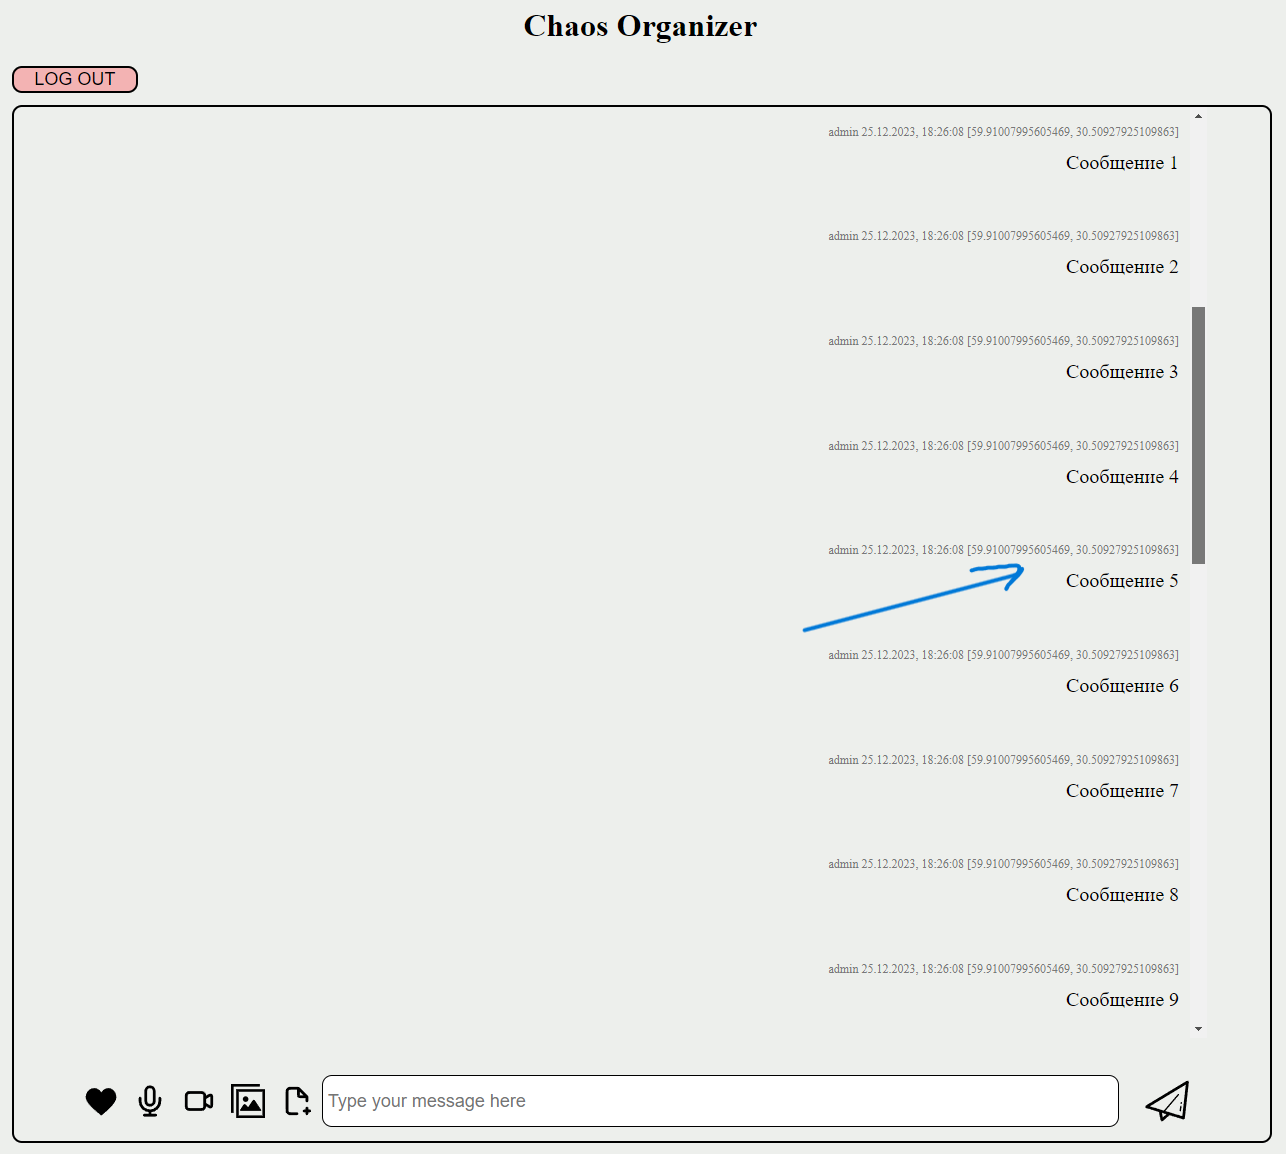 Chaos Organizer
LOG OUT
admin 25.12.2023, 18:26:08 [59.91007995605469, 30.50927925109863]
Сообщение 1
admin 25.12.2023, 18:26:08 [59.91007995605469, 30.50927925109863]
Сообщение 2
admin 25.12.2023, 18:26:08 [59.91007995605469, 30.50927925109863]
Сообщение 3
admin 25.12.2023, 18:26:08 [59.91007995605469, 30.50927925109863]
Сообщение 4
admin 25.12.2023, 18:26:08 [59.91007995605469, 30.50927925109863]
Сообщение 5
admin 25.12.2023, 18:26:08 [59.91007995605469, 30.50927925109863]
Сообщение 6
admin 25.12.2023, 18:26:08 [59.91007995605469, 30.50927925109863]
Сообщение 7
admin 25.12.2023, 18:26:08 [59.91007995605469, 30.50927925109863]
Сообщение 8
admin 25.12.2023, 18:26:08 [59.91007995605469, 30.50927925109863]
Сообщение 9
Type your message here